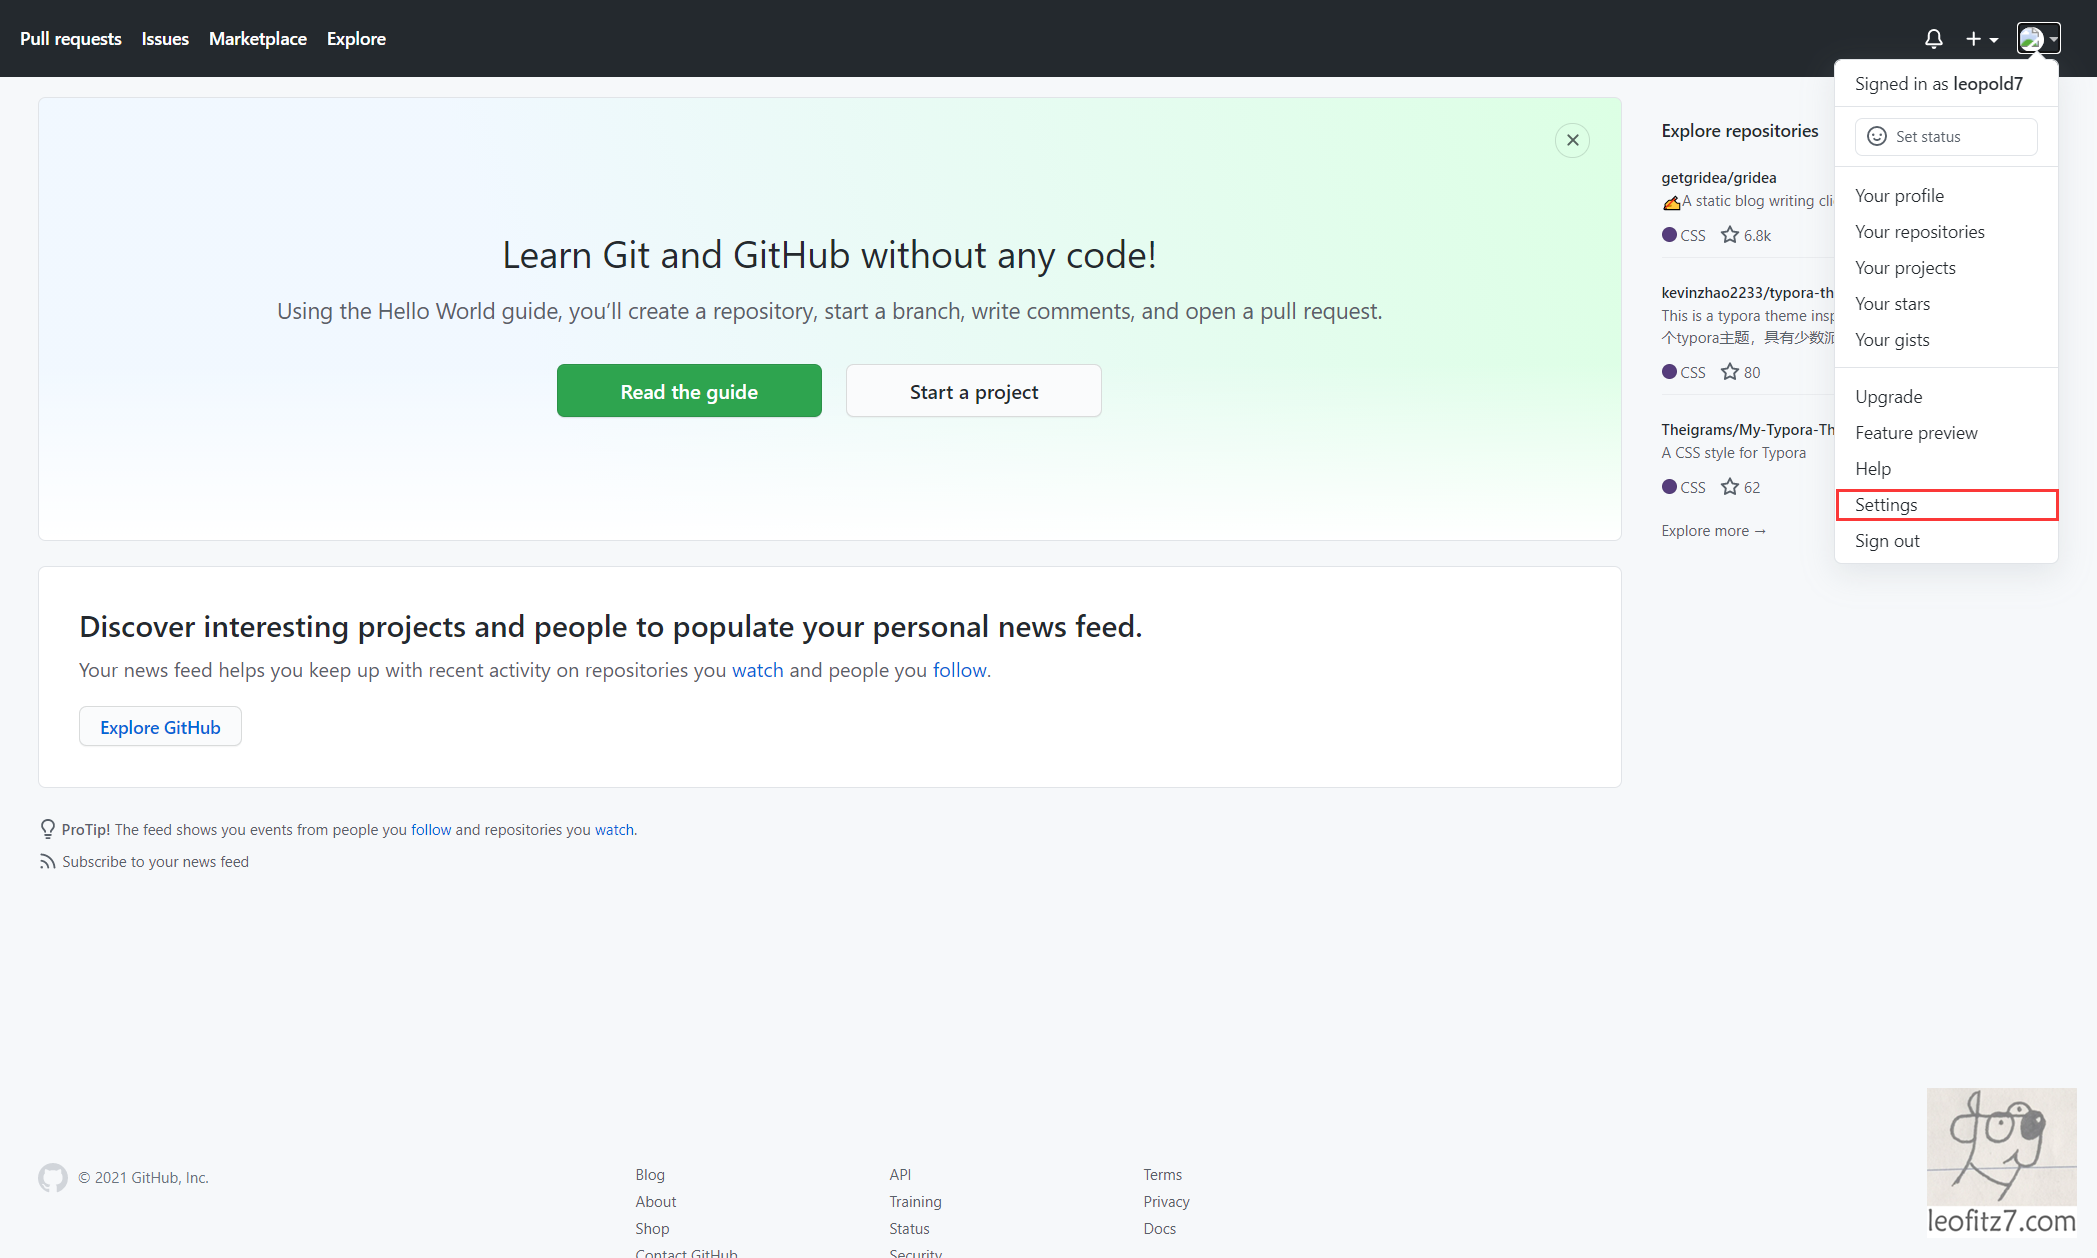 Pull requests Issues Marketplace Explore
Signed in as leopold7
Set status
Your profile
Your repositories
Your projects
Your stars
Your gists
Upgrade
Feature preview
Help
Settings
Sign out
Learn Git and GitHub without any code!
Using the Hello World guide, you’ll create a repository, start a branch, write comments, and open a pull request.
Read the guide Start a project
Explore repositories
getgridea/gridea
✍️A static blog writing cli
CSS 6.8k
kevinzhao2233/typora-th
This is a typora theme insp
个typora主题，具有少数派
CSS 80
Theigrams/My-Typora-Th
A CSS style for Typora
CSS 62
Explore more →
Discover interesting projects and people to populate your personal news feed.
Your news feed helps you keep up with recent activity on repositories you watch and people you follow.
Explore GitHub
ProTip! The feed shows you events from people you follow and repositories you watch.
Subscribe to your news feed
© 2021 GitHub, Inc.
Blog
About
Shop
Contact GitHub
API
Training
Status
Security
Terms
Privacy
Docs
dog
leofitz7.com